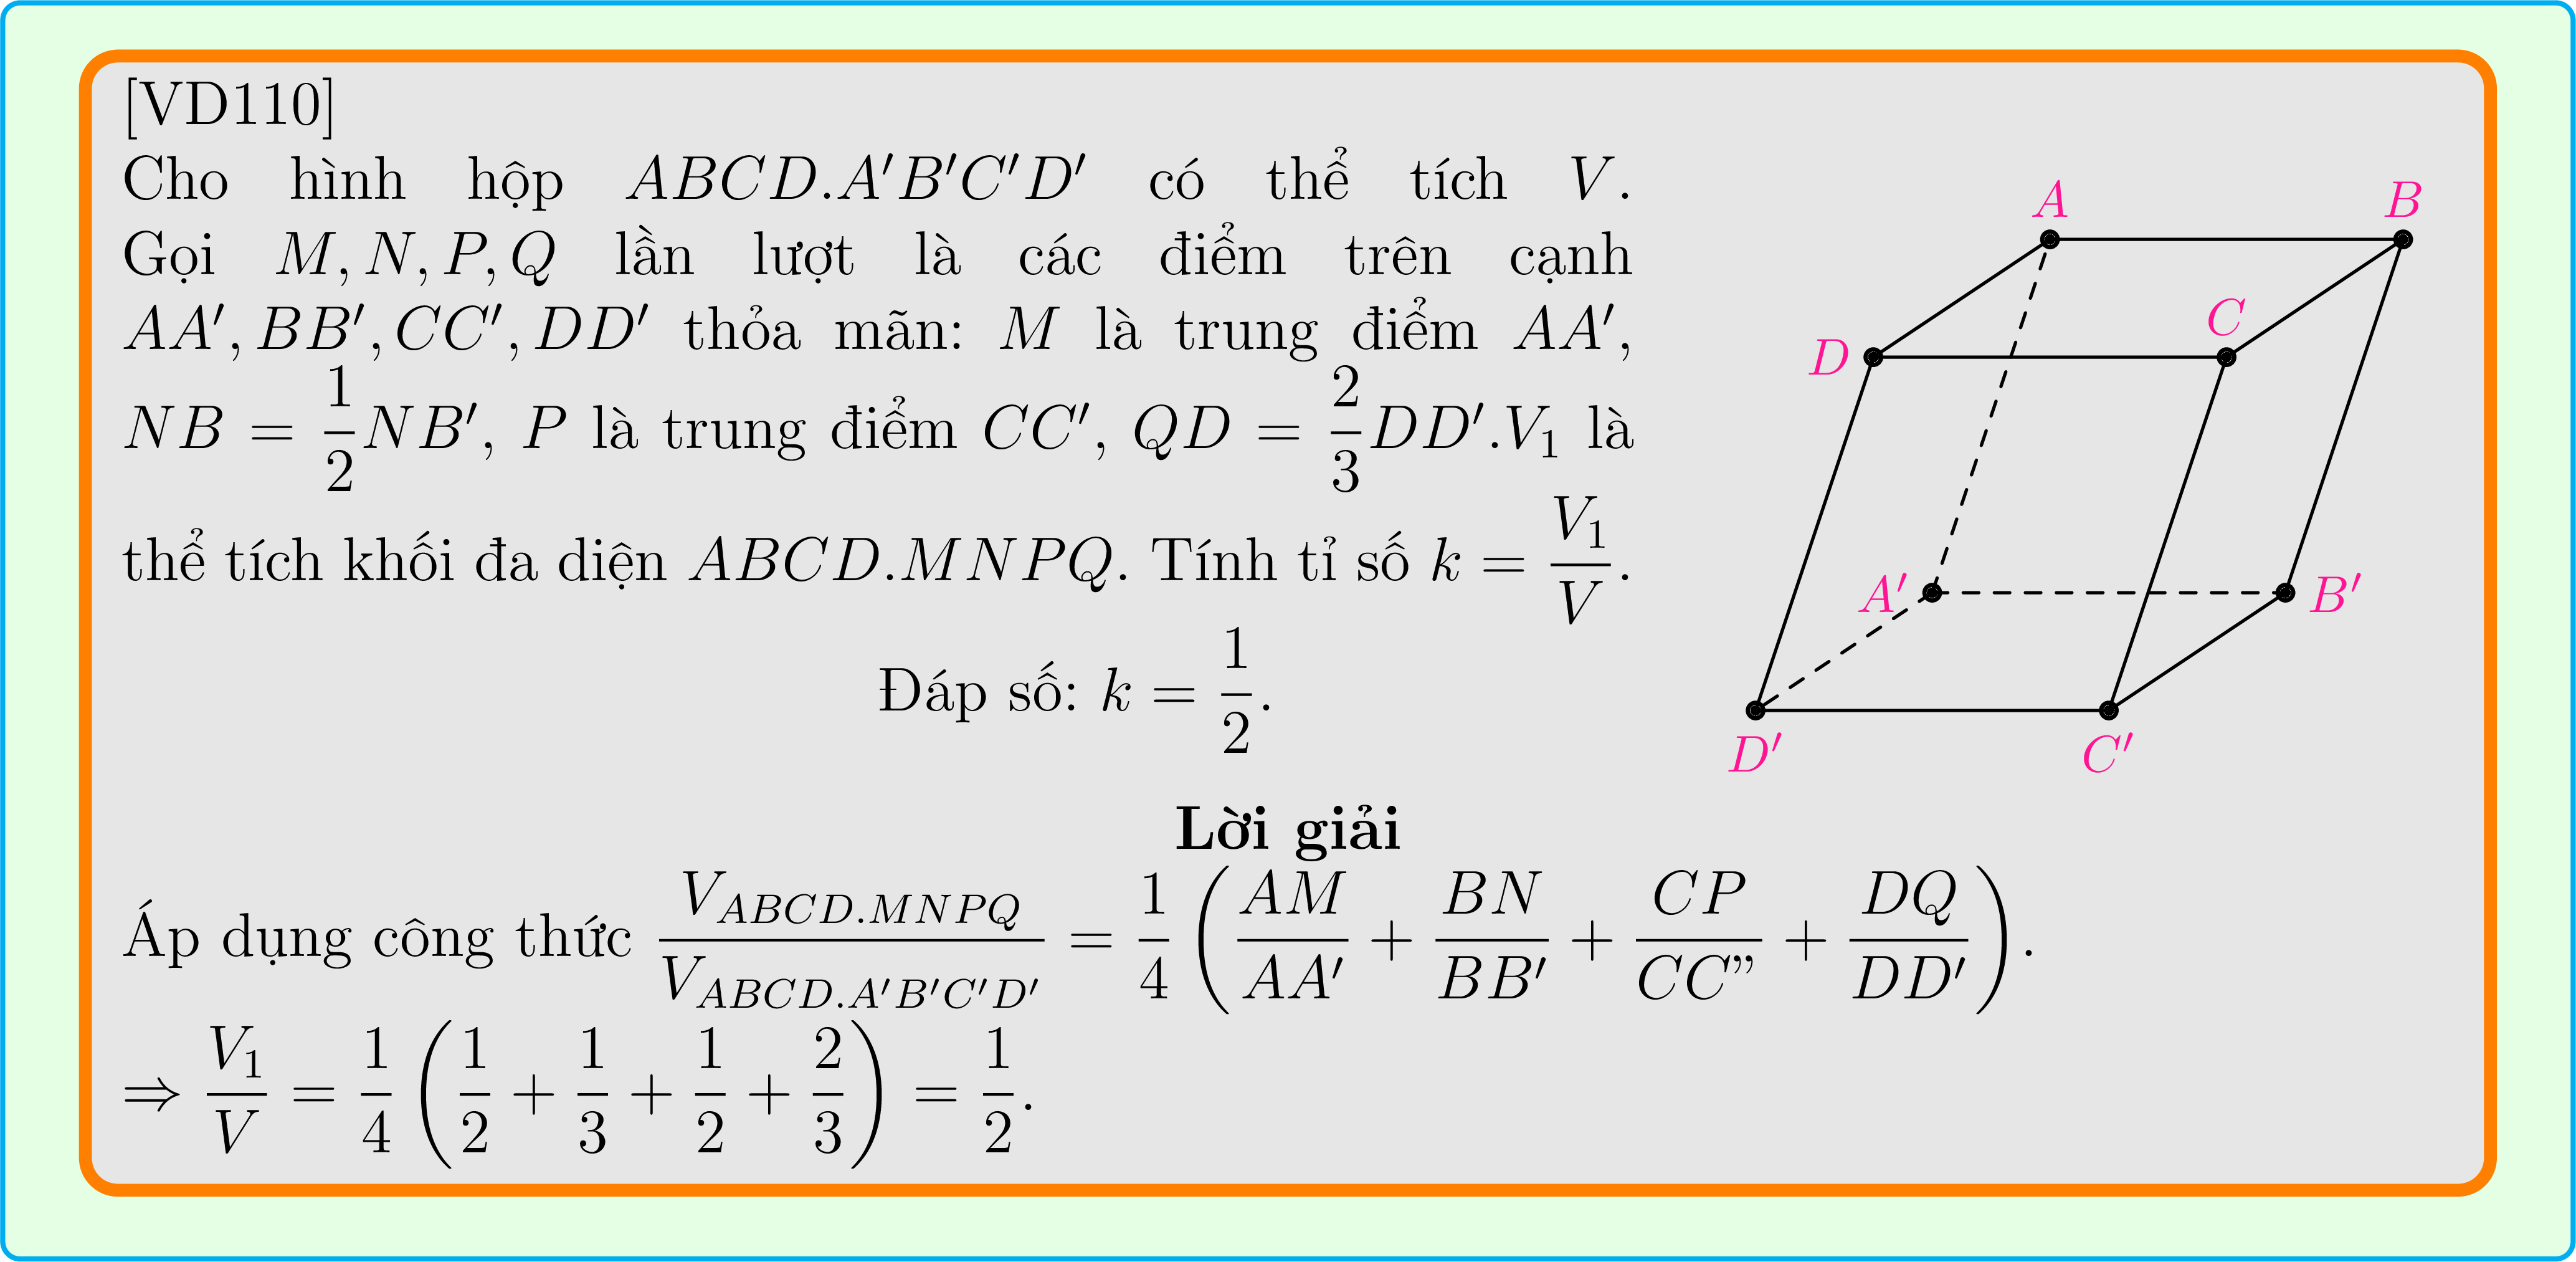 [VD110]
Cho hình hộp ABCD.A′B′C′D′ có thể tích V.
Gọi M, N, P, Q lần lượt là các điểm trên cạnh
AA′, BB′, CC′, DD′ thỏa mãn: M là trung điểm AA′,
NB = \frac{1}{2}NB′, P là trung điểm CC′, QD = \frac{2}{3}DD′.V₁ là
thể tích khối đa diện ABCD.MNPQ. Tính tỉ số k = \frac{V₁}{V}.
Đáp số: k = \frac{1}{2}.
A
B
C
D
A′
B′
D′
C′
Lời giải
Áp dụng công thức \frac{V_{ABCD.MNPQ}}{V_{ABCD.A′B′C′D′}} = \frac{1}{4}\left(\frac{AM}{AA′} + \frac{BN}{BB′} + \frac{CP}{CC”} + \frac{DQ}{DD′}\right).
⇒ \frac{V₁}{V} = \frac{1}{4}\left(\frac{1}{2} + \frac{1}{3} + \frac{1}{2} + \frac{2}{3}\right) = \frac{1}{2}.